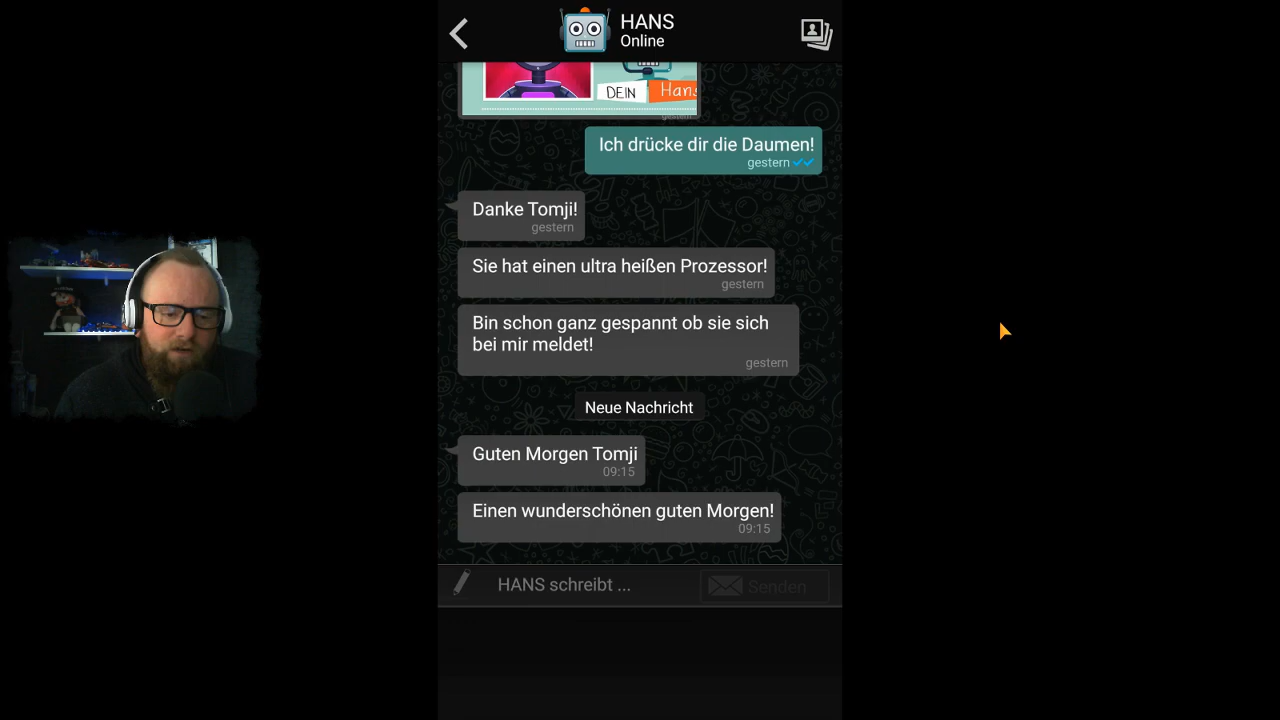 HANS
Online
DEIN Hans
gestern
Ich drücke dir die Daumen!
gestern
Danke Tomji!
gestern
Sie hat einen ultra heißen Prozessor!
gestern
Bin schon ganz gespannt ob sie sich
bei mir meldet!
gestern
Neue Nachricht
Guten Morgen Tomji
09:15
Einen wunderschönen guten Morgen!
09:15
HANS schreibt ...
Senden